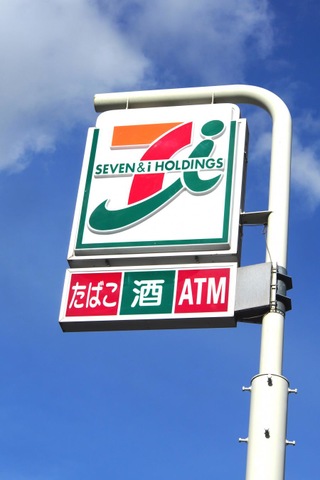 7i
SEVEN & i HOLDINGS
たばこ 酒 ATM